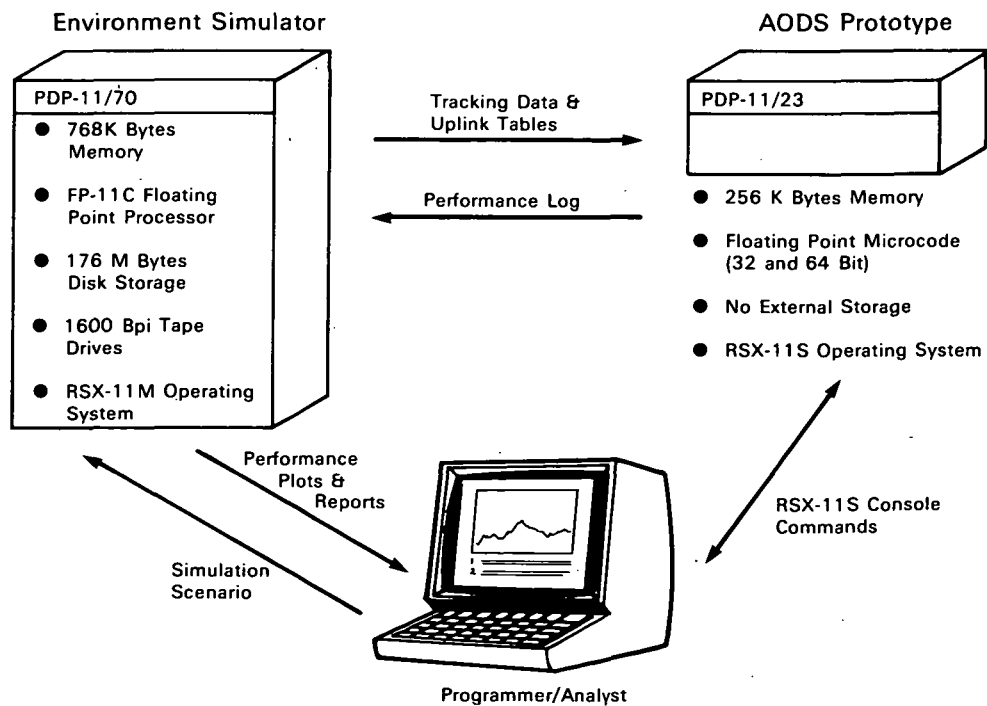 Environment Simulator
AODS Prototype
PDP-11/70
● 768K Bytes
Memory
● FP-11C Floating
Point Processor
● 176 M Bytes
Disk Storage
● 1600 Bpi Tape
Drives
● RSX-11M Operating
System
Tracking Data &
Uplink Tables
Performance Log
PDP-11/23
● 256 K Bytes Memory
● Floating Point Microcode
(32 and 64 Bit)
● No External Storage
● RSX-11S Operating System
Performance
Plots &
Reports
Simulation
Scenario
RSX-11S Console
Commands
Programmer/Analyst